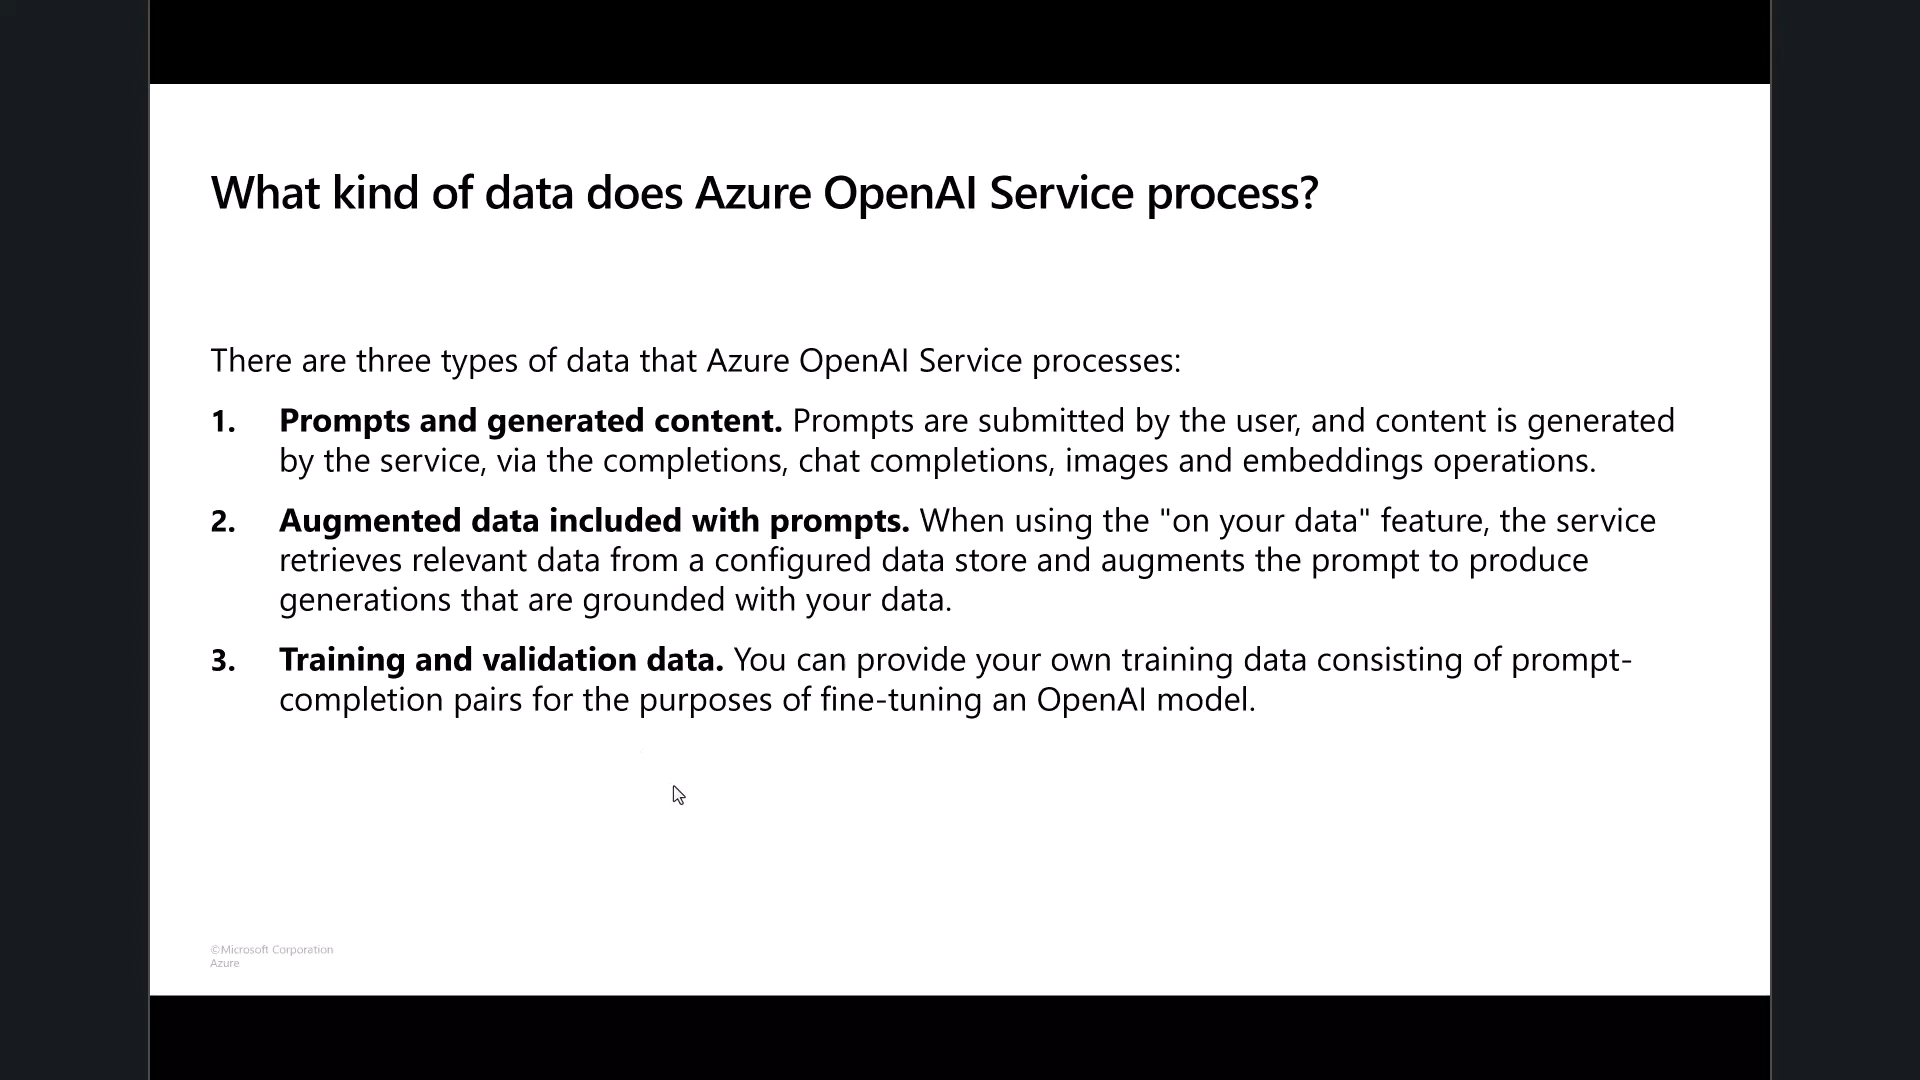 What kind of data does Azure OpenAI Service process?
There are three types of data that Azure OpenAI Service processes:
1. Prompts and generated content. Prompts are submitted by the user, and content is generated
by the service, via the completions, chat completions, images and embeddings operations.
2. Augmented data included with prompts. When using the "on your data" feature, the service
retrieves relevant data from a configured data store and augments the prompt to produce
generations that are grounded with your data.
3. Training and validation data. You can provide your own training data consisting of prompt-
completion pairs for the purposes of fine-tuning an OpenAI model.
©Microsoft Corporation
Azure